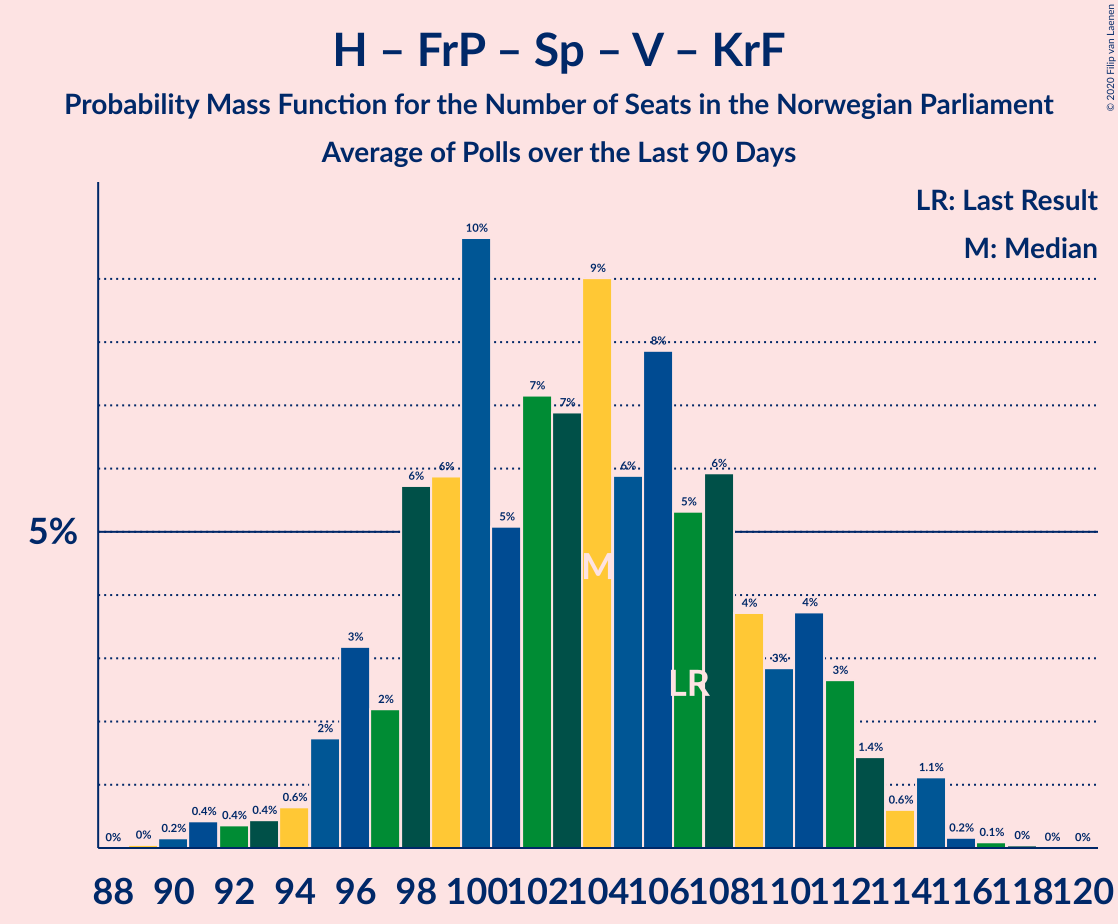 H – FrP – Sp – V – KrF
Probability Mass Function for the Number of Seats in the Norwegian Parliament
Average of Polls over the Last 90 Days
© 2020 Filip van Laenen
LR: Last Result
M: Median
5%
0% 0% 0.2% 0.4% 0.4% 0.4% 0.6% 2% 3% 2% 6% 6% 10% 5% 7% 7% 9% 6% 8% 5% 6% 4% 3% 4% 3% 1.4% 0.6% 1.1% 0.2% 0.1% 0% 0% 0%
M
LR
88 90 92 94 96 98 100 102 104 106 108 110 112 114 116 118 120